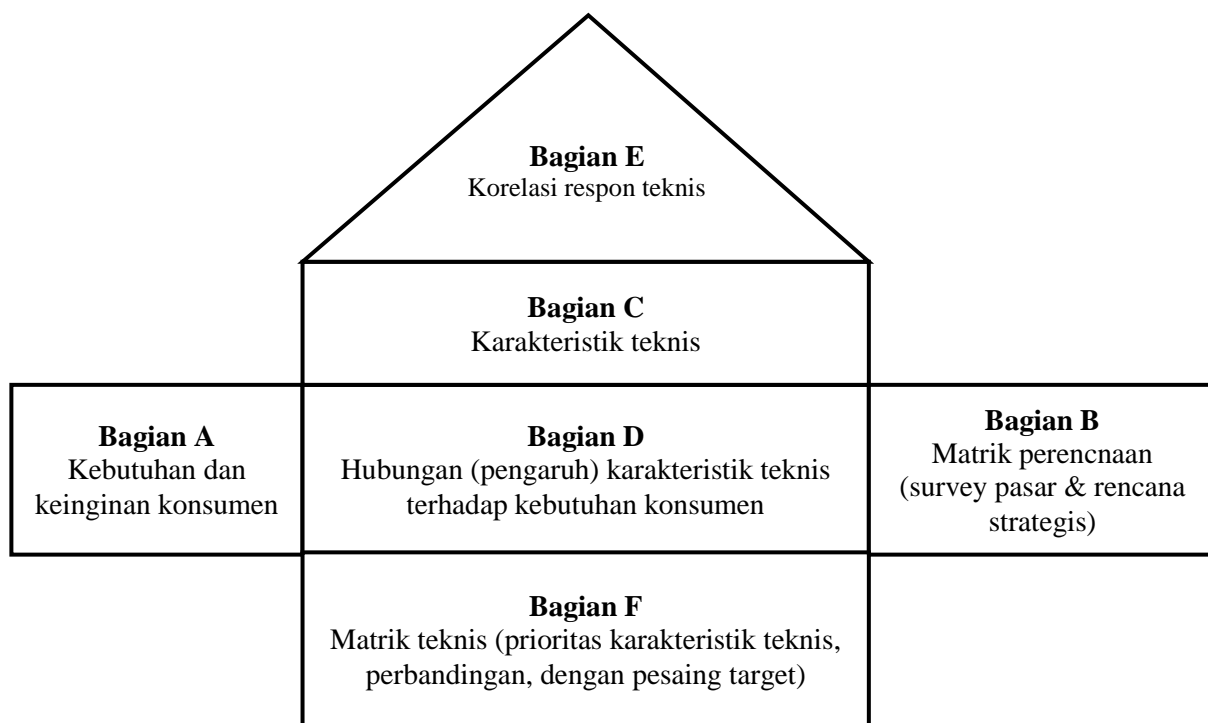 Bagian E
Korelasi respon teknis
Bagian C
Karakteristik teknis
Bagian A
Kebutuhan dan
keinginan konsumen
Bagian D
Hubungan (pengaruh) karakteristik teknis
terhadap kebutuhan konsumen
Bagian B
Matrik perencnaan
(survey pasar & rencana
strategis)
Bagian F
Matrik teknis (prioritas karakteristik teknis,
perbandingan, dengan pesaing target)